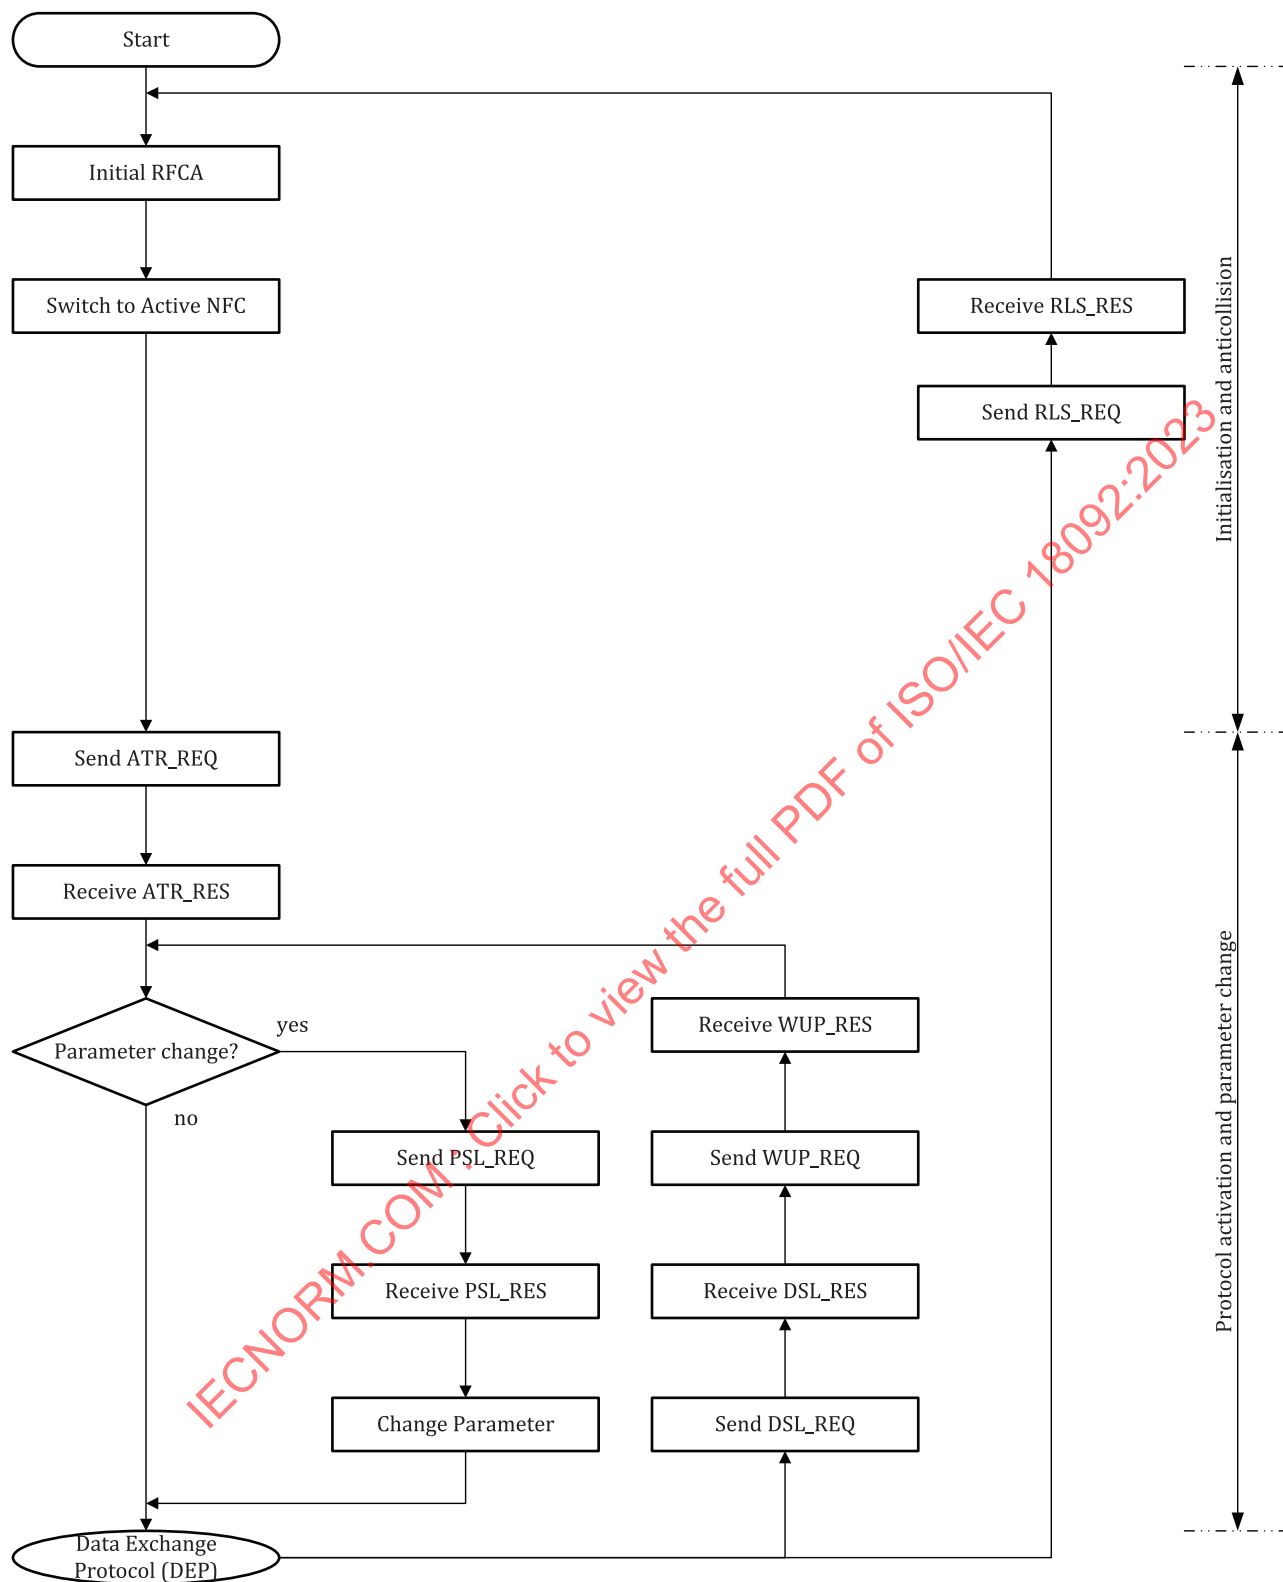 Start
Initial RFCA
Switch to Active NFC
Receive RLS_RES
Send RLS_REQ
Initialisation and anticollision
Send ATR_REQ
Receive ATR_RES
Parameter change?
yes
no
Receive WUP_RES
Send PSL_REQ
Send WUP_REQ
Receive PSL_RES
Receive DSL_RES
Change Parameter
Send DSL_REQ
Protocol activation and parameter change
Data Exchange
Protocol (DEP)
IECNORM.COM : Click to view the full PDF of ISO/IEC 18092:2023